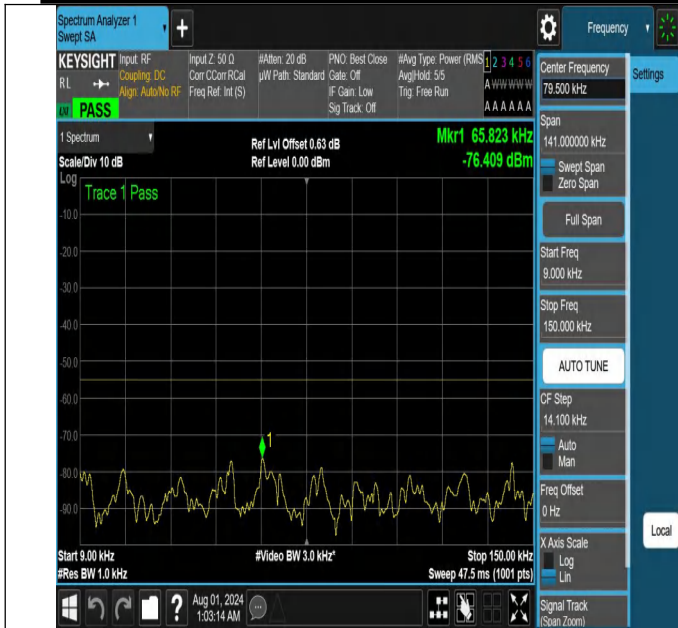 Spectrum Analyzer 1
Swept SA
+
Frequency
KEYSIGHT
RL
PASS
Input: RF
Coupling: DC
Align: Auto/No RF
Input Z: 50 Ω
Corr CCorr RCal
Freq Ref: Int (S)
#Atten: 20 dB
µW Path: Standard
PNO: Best Close
Gate: Off
IF Gain: Low
Sig Track: Off
#Avg Type: Power (RMS
Avg|Hold: 5/5
Trig: Free Run
1 2 3 4 5 6
A W W W W W
A A A A A A
1 Spectrum
Scale/Div 10 dB
Log
Ref Lvl Offset 0.63 dB
Ref Level 0.00 dBm
Mkr1 65.823 kHz
-76.409 dBm
Trace 1 Pass
-10.0
-20.0
-30.0
-40.0
-50.0
-60.0
-70.0
-80.0
-90.0
1
Start 9.00 kHz
#Res BW 1.0 kHz
#Video BW 3.0 kHz*
Stop 150.00 kHz
Sweep 47.5 ms (1001 pts)
Aug 01, 2024
1:03:14 AM
?
Center Frequency
79.500 kHz
Settings
Span
141.000000 kHz
Swept Span
Zero Span
Full Span
Start Freq
9.000 kHz
Stop Freq
150.000 kHz
AUTO TUNE
CF Step
14.100 kHz
Auto
Man
Freq Offset
0 Hz
X Axis Scale
Log
Lin
Local
Signal Track
(Span Zoom)